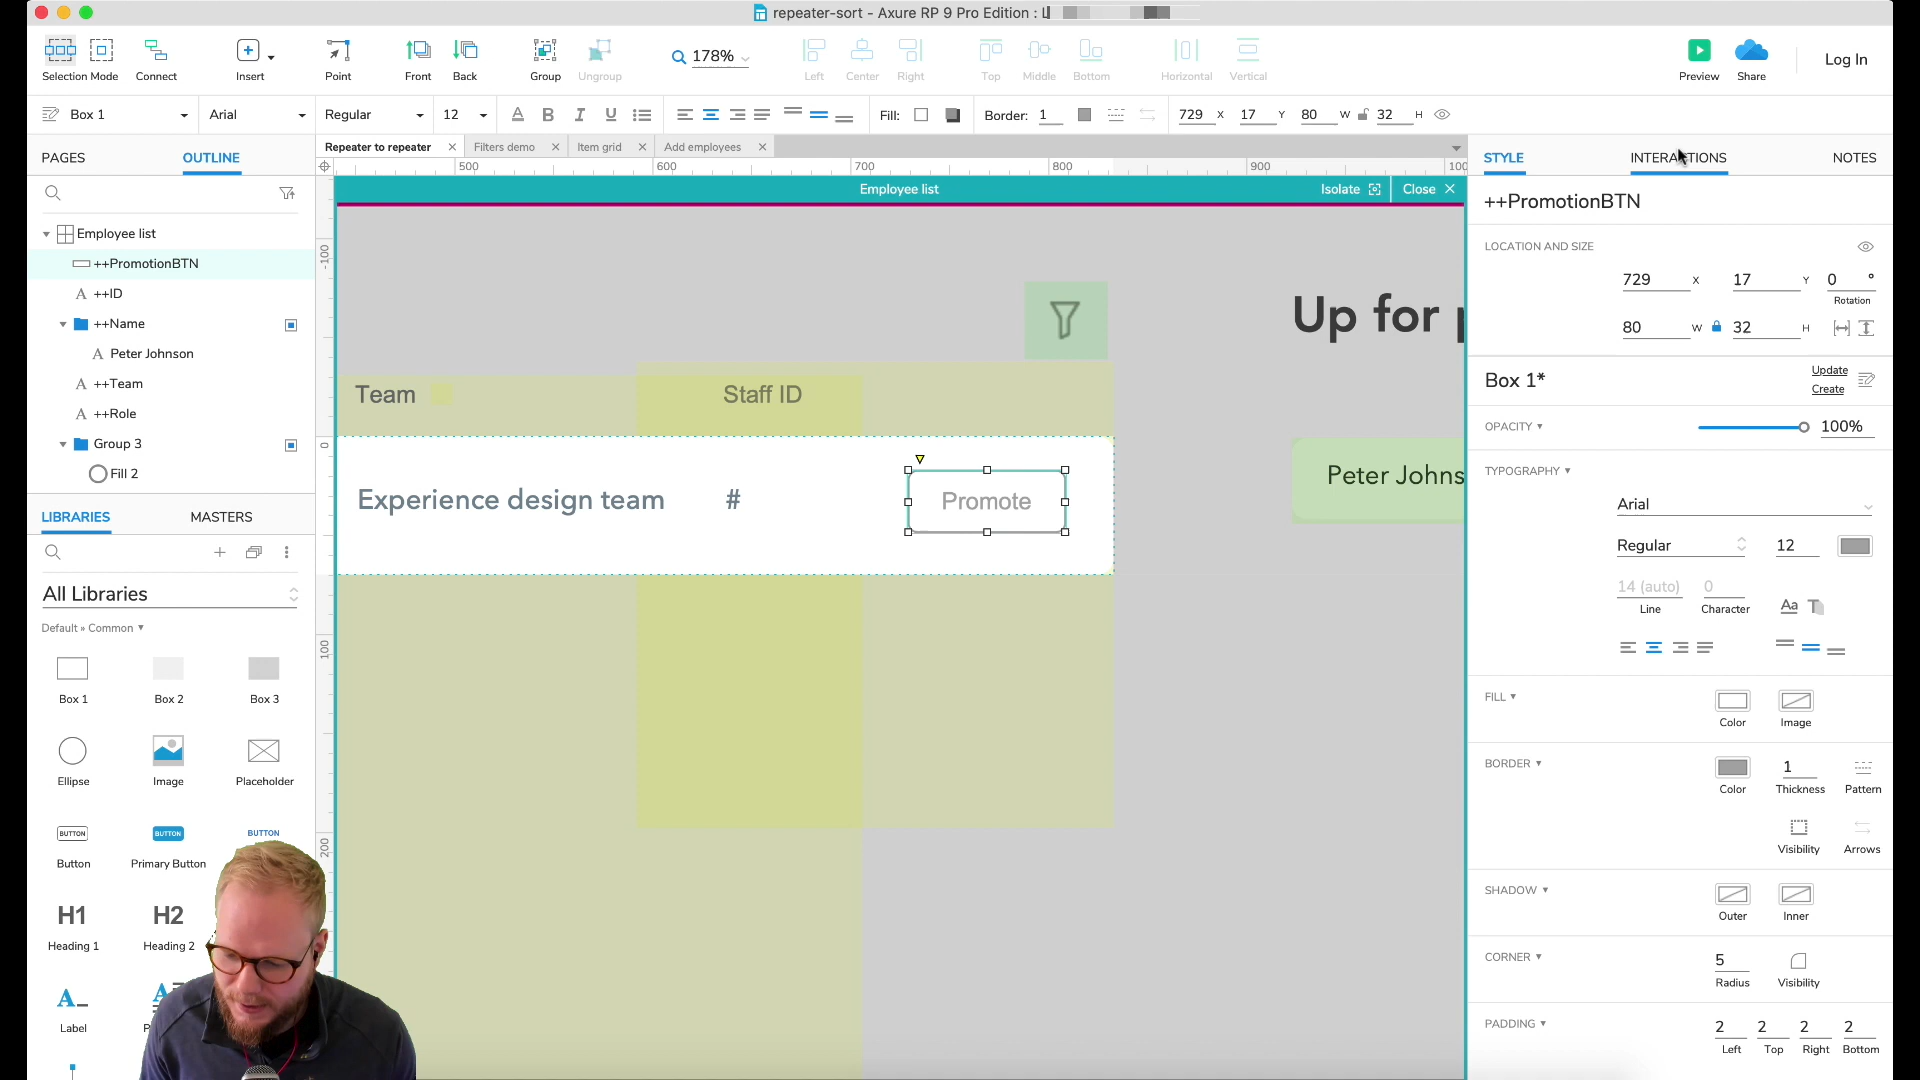 repeater-sort - Axure RP 9 Pro Edition :
Selection Mode
Connect
Insert
Point
Front
Back
Group
Ungroup
178%
Left
Center
Right
Top
Middle
Bottom
Horizontal
Vertical
Preview
Share
Log In
Box 1
Arial
Regular
12
Fill:
Border: 1
729 X
17 Y
80 W
32 H
PAGES
OUTLINE
Repeater to repeater
Filters demo
Item grid
Add employees
500
600
700
800
900
STYLE
INTERACTIONS
NOTES
Employee list
Isolate
Close
Employee list
++PromotionBTN
++ID
++Name
Peter Johnson
++Team
++Role
Group 3
Fill 2
-100
0
100
200
Up for
Team
Staff ID
Experience design team
#
Promote
Peter Johns
LIBRARIES
MASTERS
All Libraries
Default » Common
Box 1
Box 2
Box 3
Ellipse
Image
Placeholder
BUTTON
BUTTON
BUTTON
Button
Primary Button
H1
H2
Heading 1
Heading 2
Label
++PromotionBTN
LOCATION AND SIZE
729 X
17 Y
0 °
Rotation
80 W
32 H
Box 1*
Update
Create
OPACITY
100%
TYPOGRAPHY
Arial
Regular
12
14 (auto)
0
Line
Character
FILL
Color
Image
BORDER
1
Color
Thickness
Pattern
Visibility
Arrows
SHADOW
Outer
Inner
CORNER
5
Radius
Visibility
PADDING
2 2 2 2
Left Top Right Bottom